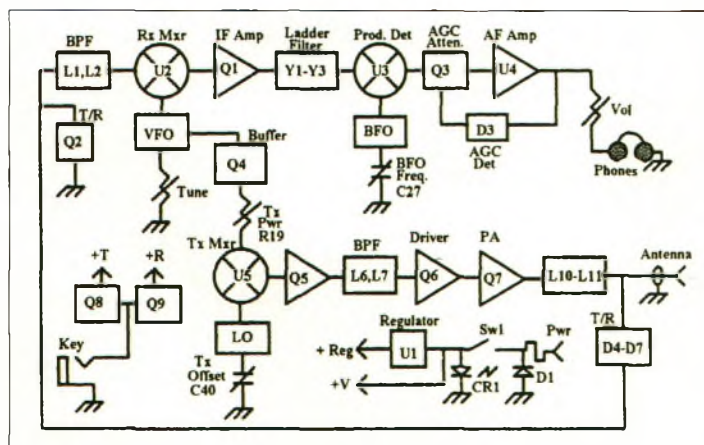 BPF
Rx Mxr
IF Amp
Ladder
Filter
Prod. Det
AGC
Atten.
AF Amp
L1,L2
U2
Q1
Y1-Y3
U3
Q3
U4
T/R
Q2
VFO
Buffer
Q4
BFO
D3
AGC
Det
Vol
Phones
Tune
BFO
Freq.
C27
Tx
Pwr
R19
Tx Mxr
U5
Q5
BPF
L6,L7
Driver
Q6
PA
Q7
L10-L11
Antenna
+T
+R
Q8
Q9
Key
LO
Tx
Offset
C40
Regulator
+ Reg
U1
Sw1
Pwr
+V
CR1
D1
T/R
D4-D7